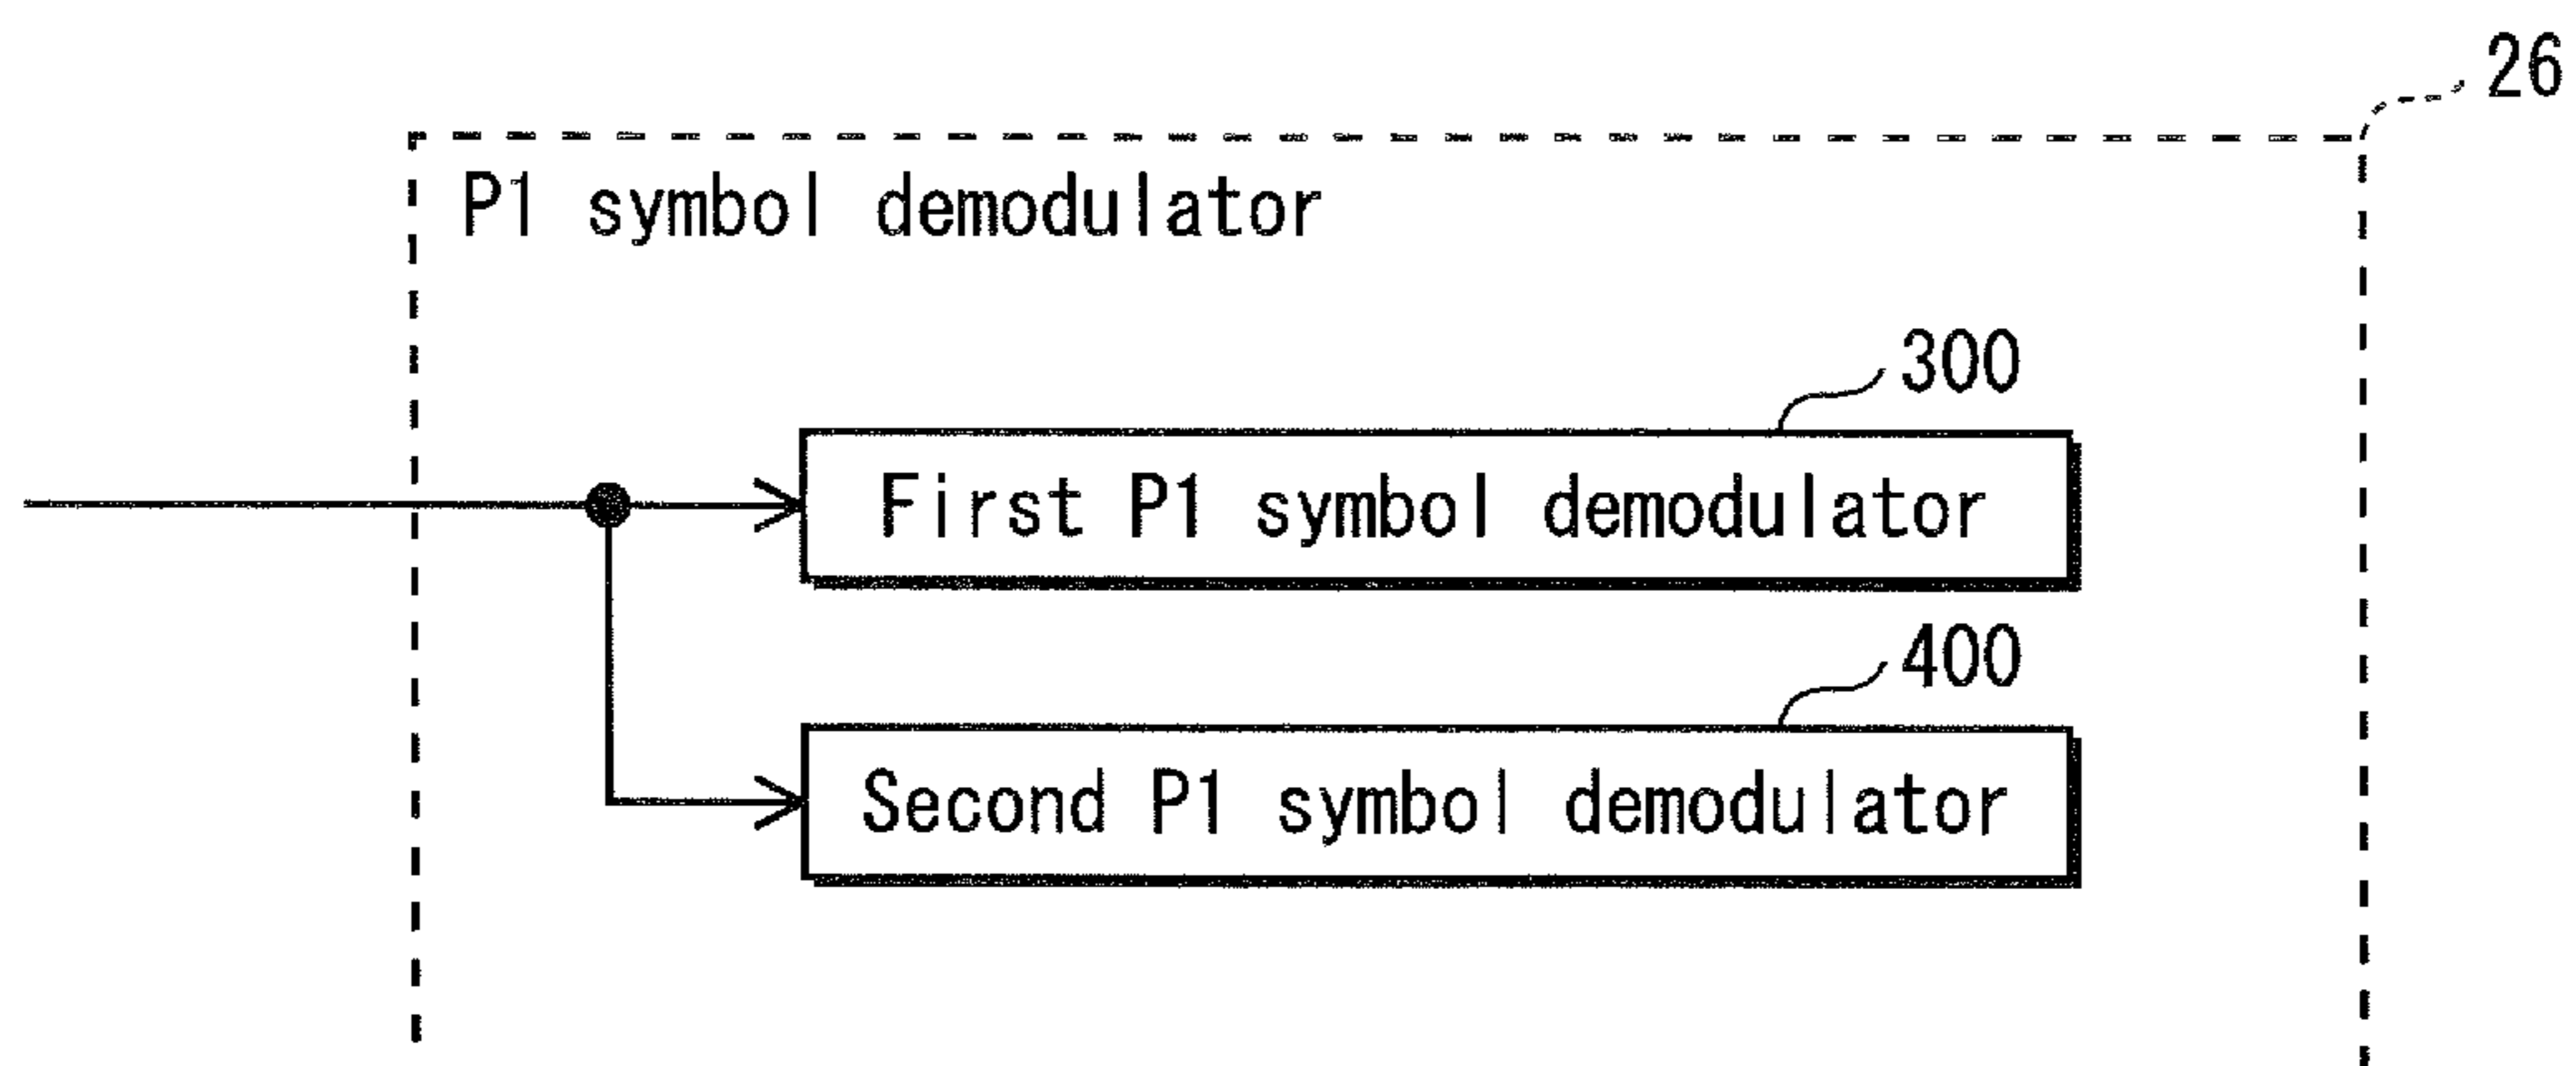 26
P1 symbol demodulator
300
First P1 symbol demodulator
400
Second P1 symbol demodulator